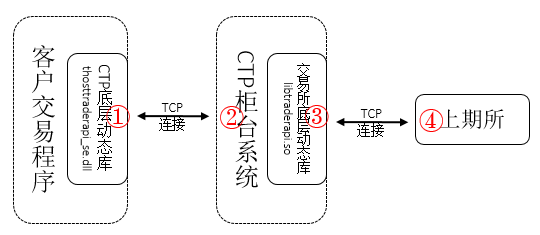 客户交易程序
CTP底层动态库
thosttraderapi_se.dll
①
TCP
连接
②
CTP柜台系统
交易所底层动态库
libtraderapi.so
③
TCP
连接
④
上期所